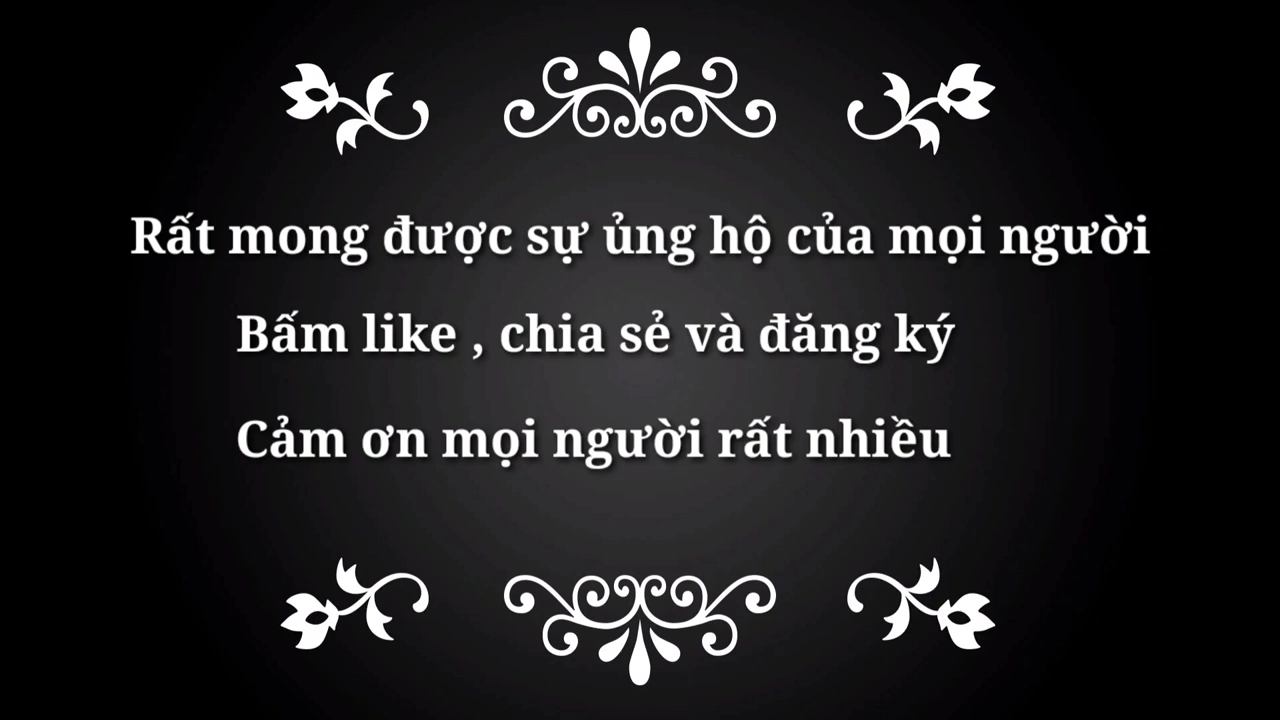 Rất mong được sự ủng hộ của mọi người
Bấm like , chia sẻ và đăng ký
Cảm ơn mọi người rất nhiều